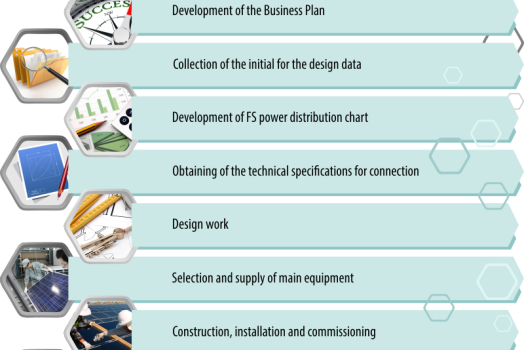 SUCCESS
Development of the Business Plan
Collection of the initial for the design data
Development of FS power distribution chart
Obtaining of the technical specifications for connection
Design work
Selection and supply of main equipment
Construction, installation and commissioning